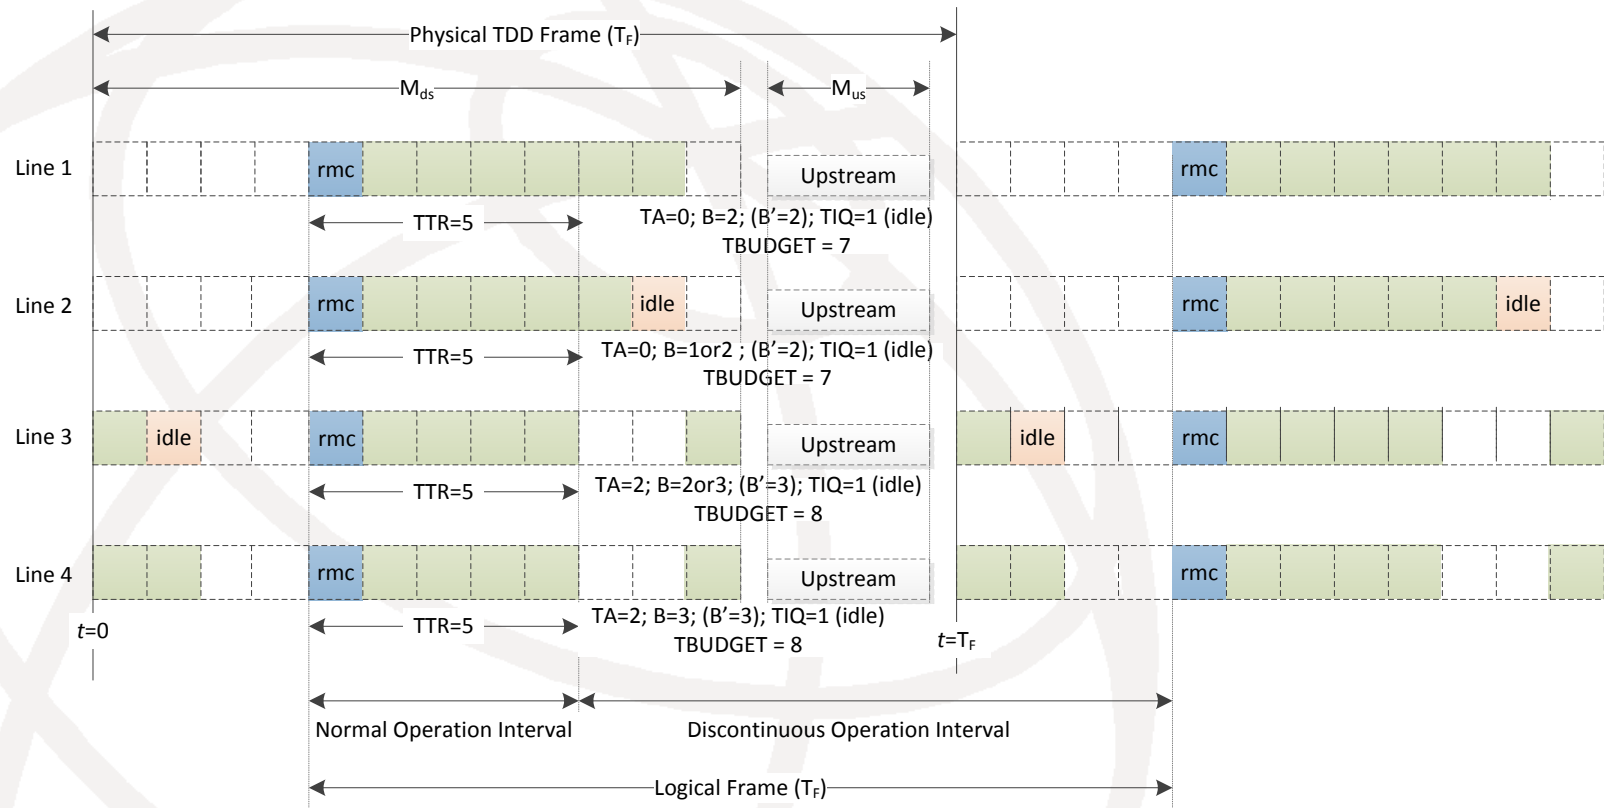 Physical TDD Frame (TF)
Mds
Mus
Line 1
rmc
Upstream
rmc
TTR=5
TA=0; B=2; (B’=2); TIQ=1 (idle)
TBUDGET = 7
Line 2
rmc
idle
Upstream
rmc
idle
TTR=5
TA=0; B=1or2 ; (B’=2); TIQ=1 (idle)
TBUDGET = 7
Line 3
idle
rmc
Upstream
idle
rmc
TTR=5
TA=2; B=2or3; (B’=3); TIQ=1 (idle)
TBUDGET = 8
Line 4
rmc
Upstream
rmc
t=0
TTR=5
TA=2; B=3; (B’=3); TIQ=1 (idle)
TBUDGET = 8
t=TF
Normal Operation Interval
Discontinuous Operation Interval
Logical Frame (TF)